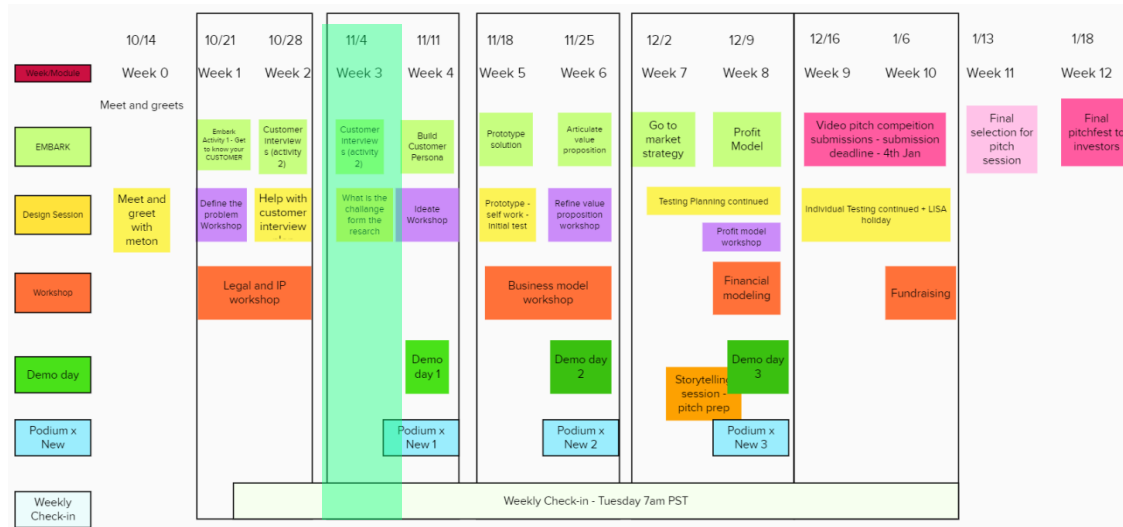 10/14
10/21
10/28
11/4
11/11
11/18
11/25
12/2
12/9
12/16
1/6
1/13
1/18
Week/Module
Week 0
Week 1
Week 2
Week 3
Week 4
Week 5
Week 6
Week 7
Week 8
Week 9
Week 10
Week 11
Week 12
Meet and greets
EMBARK
Embark
Activity 1 - Get
to know your
CUSTOMER
Customer
interview
s (activity
2)
Customer
interview
s (activity
2)
Build
Customer
Persona
Prototype
solution
Articulate
value
proposition
Go to
market
strategy
Profit
Model
Video pitch compeition
submissions - submission
deadline - 4th Jan
Final
selection for
pitch
session
Final
pitchfest to
investors
Design Session
Meet and
greet
with
meton
Define the
problem
Workshop
Help with
customer
interview
What is the
challange
form the
resarch
Ideate
Workshop
Prototype -
self work -
initial test
Refine value
proposition
workshop
Testing Planning continued
Profit model
workshop
Individual Testing continued + LISA
holiday
Workshop
Legal and IP
workshop
Business model
workshop
Financial
modeling
Fundraising
Demo day
Demo
day 1
Demo day
2
Storytelling
session -
pitch prep
Demo day
3
Podium x
New
Podium x
New 1
Podium x
New 2
Podium x
New 3
Weekly
Check-in
Weekly Check-in - Tuesday 7am PST